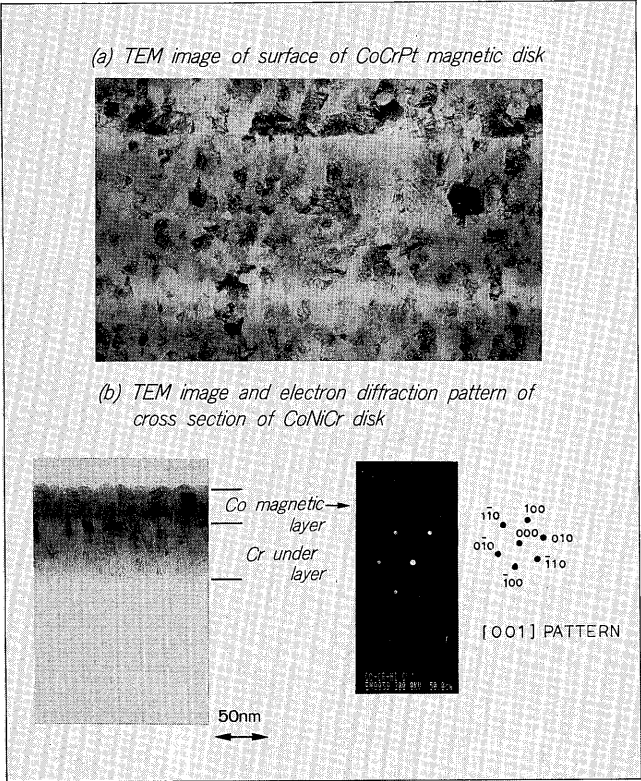 (a) TEM image of surface of CoCrPt magnetic disk
(b) TEM image and electron diffraction pattern of
cross section of CoNiCr disk
Co magnetic
layer
Cr under
layer
50nm
1̄10
100
000
010
01̄0
1̄10
1̄00
[001] PATTERN